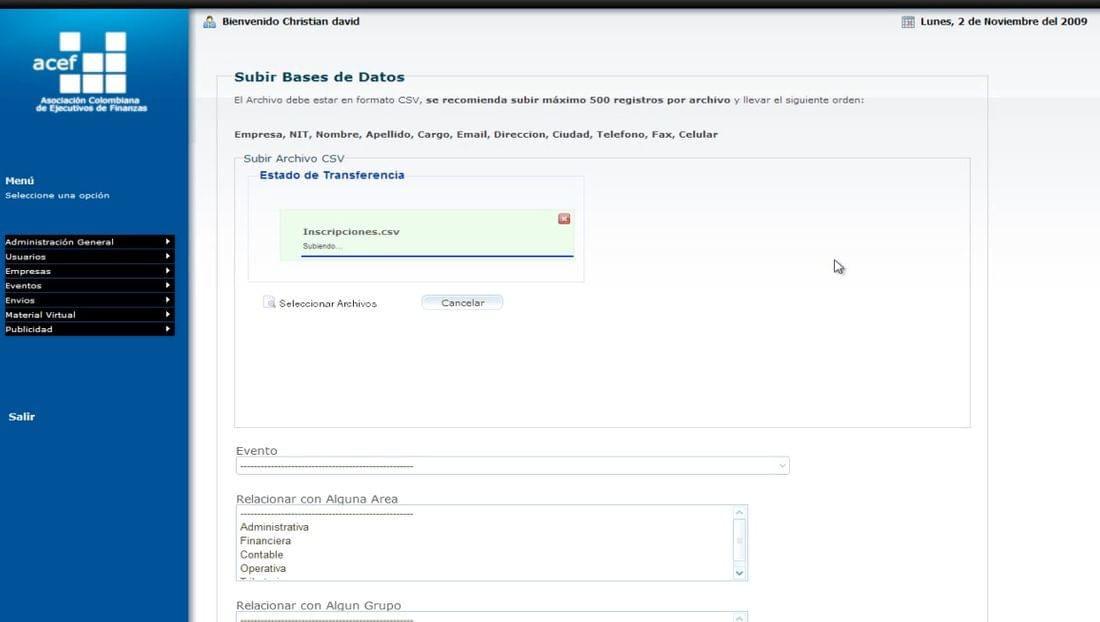 Bienvenido Christian david
Lunes, 2 de Noviembre del 2009
acef
Asociación Colombiana
de Ejecutivos de Finanzas
Menú
Seleccione una opción
Administración General
Usuarios
Empresas
Eventos
Envios
Material Virtual
Publicidad
Salir
Subir Bases de Datos
El Archivo debe estar en formato CSV, se recomienda subir máximo 500 registros por archivo y llevar el siguiente orden:
Empresa, NIT, Nombre, Apellido, Cargo, Email, Direccion, Ciudad, Telefono, Fax, Celular
Subir Archivo CSV
Estado de Transferencia
Inscripciones.csv
Subiendo...
Seleccionar Archivos
Cancelar
Evento
Relacionar con Alguna Area
Administrativa
Financiera
Contable
Operativa
Relacionar con Algun Grupo